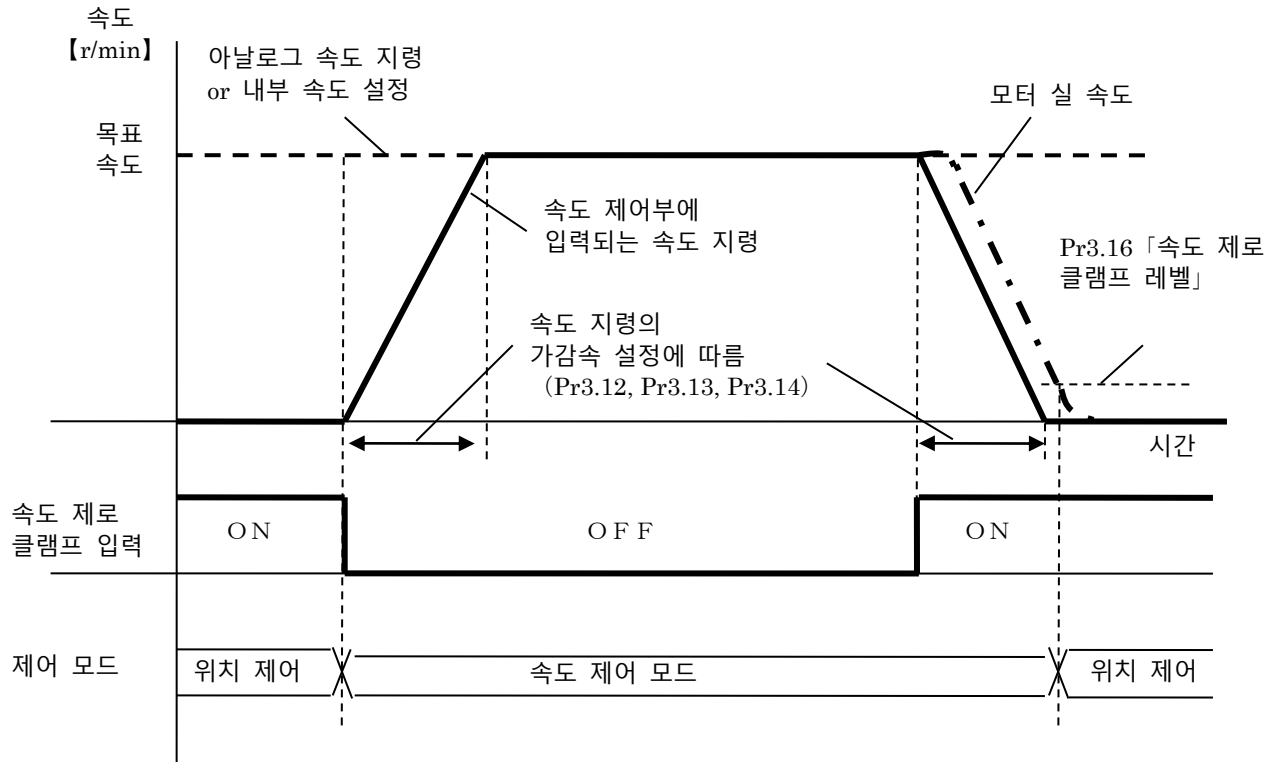 속도
【r/min】
아날로그 속도 지령
or 내부 속도 설정
모터 실 속도
목표
속도
속도 제어부에
입력되는 속도 지령
Pr3.16「속도 제로
클램프 레벨」
속도 지령의
가감속 설정에 따름
(Pr3.12, Pr3.13, Pr3.14)
시간
속도 제로
클램프 입력
ON
OFF
ON
제어 모드
위치 제어
속도 제어 모드
위치 제어